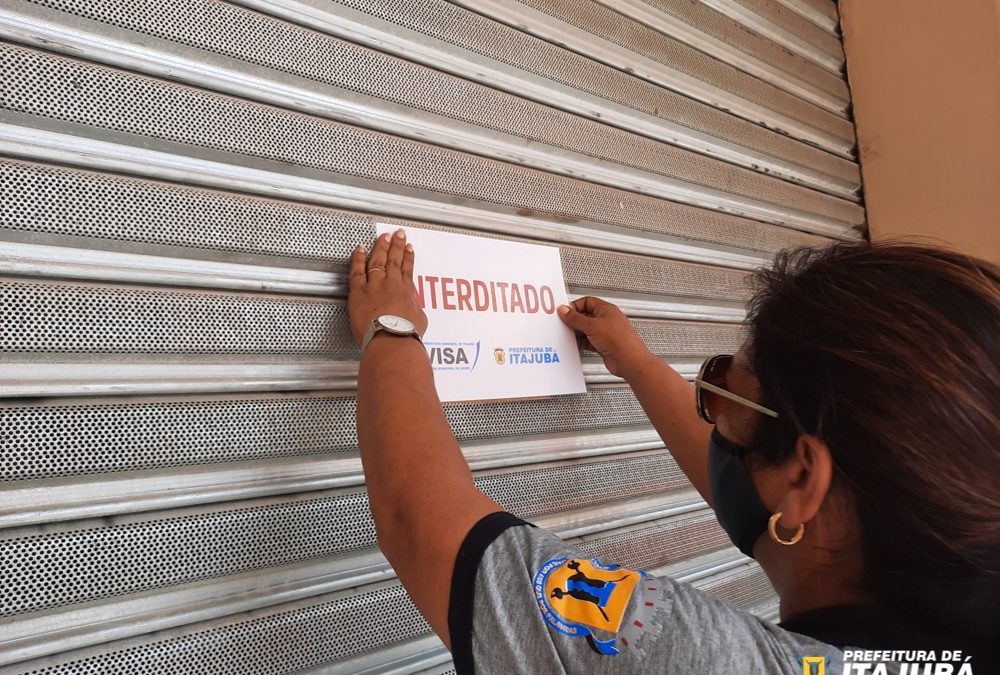 NTERDITADO
VISA
PREFEITURA DE
ITAJUBÁ
PREFEITURA DE
ITAJUBÁ